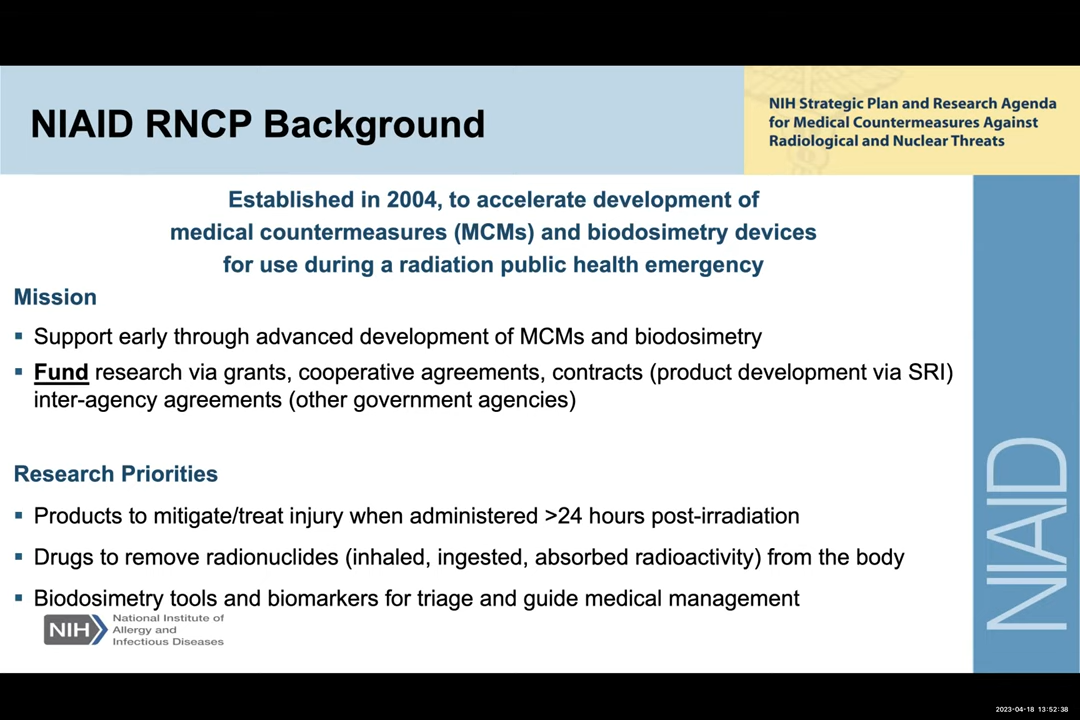 NIAID RNCP Background
NIH Strategic Plan and Research Agenda
for Medical Countermeasures Against
Radiological and Nuclear Threats
Established in 2004, to accelerate development of
medical countermeasures (MCMs) and biodosimetry devices
for use during a radiation public health emergency
Mission
▪ Support early through advanced development of MCMs and biodosimetry
▪ Fund research via grants, cooperative agreements, contracts (product development via SRI)
inter-agency agreements (other government agencies)
Research Priorities
▪ Products to mitigate/treat injury when administered >24 hours post-irradiation
▪ Drugs to remove radionuclides (inhaled, ingested, absorbed radioactivity) from the body
▪ Biodosimetry tools and biomarkers for triage and guide medical management
NIH
National Institute of
Allergy and
Infectious Diseases
NIAID
2023-04-18 13:52:38